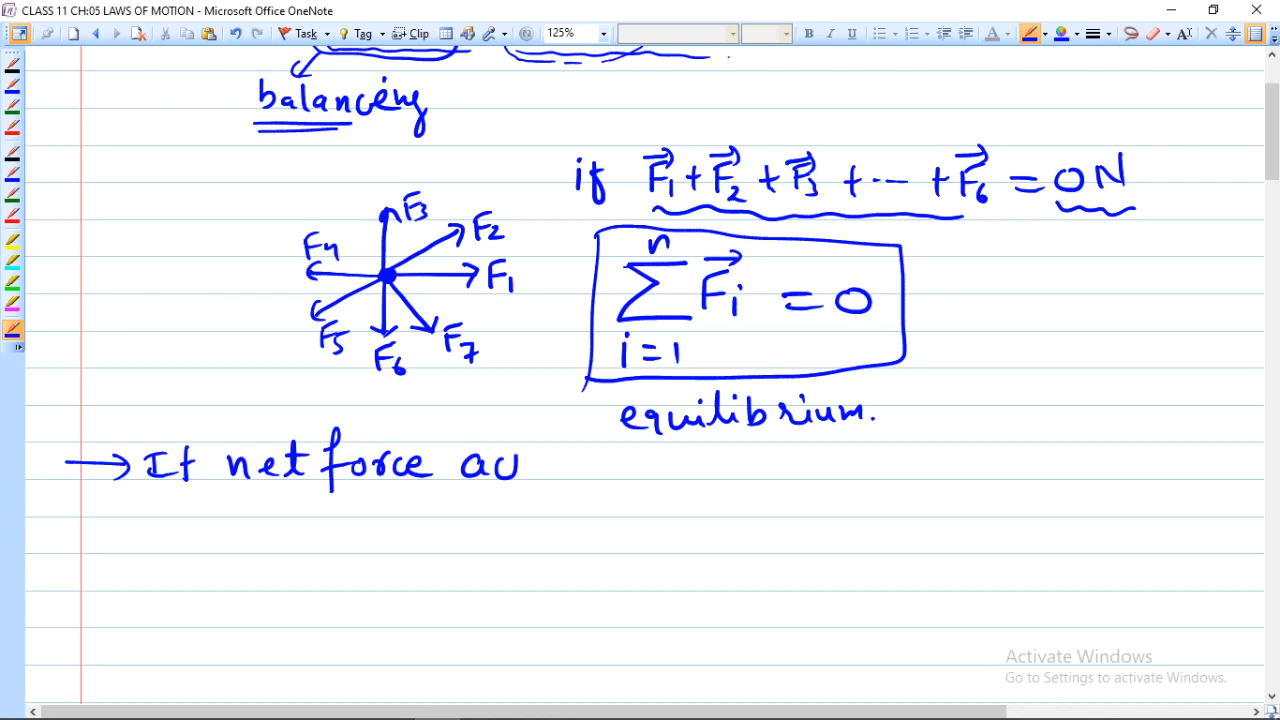 CLASS 11 CH:05 LAWS OF MOTION - Microsoft Office OneNote
Task Tag Clip 125% B I U
balancing
if F⃗1 + F⃗2 + F⃗3 + ... + F⃗6 = 0 N
F3
F2
F4
F1
F5
F6
F7
n
∑ F⃗i = 0
i = 1
equilibrium.
→ If net force ac
Activate Windows
Go to Settings to activate Windows.